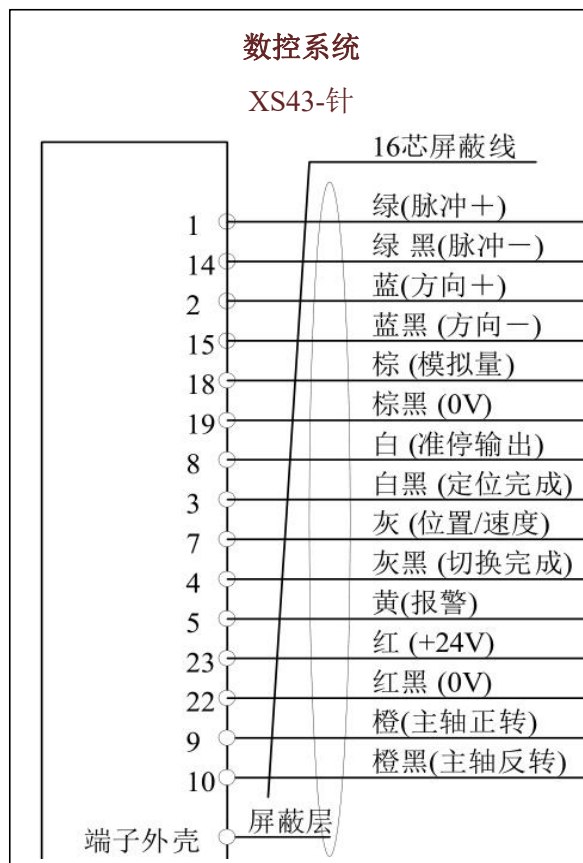 数控系统
XS43-针
16芯屏蔽线
1 绿(脉冲＋)
14 绿 黑(脉冲－)
2 蓝(方向＋)
15 蓝黑 (方向－)
18 棕 (模拟量)
19 棕黑 (0V)
8 白 (准停输出)
3 白黑 (定位完成)
7 灰 (位置/速度)
4 灰黑 (切换完成)
5 黄(报警)
23 红 (+24V)
22 红黑 (0V)
9 橙(主轴正转)
10 橙黑(主轴反转)
端子外壳 屏蔽层